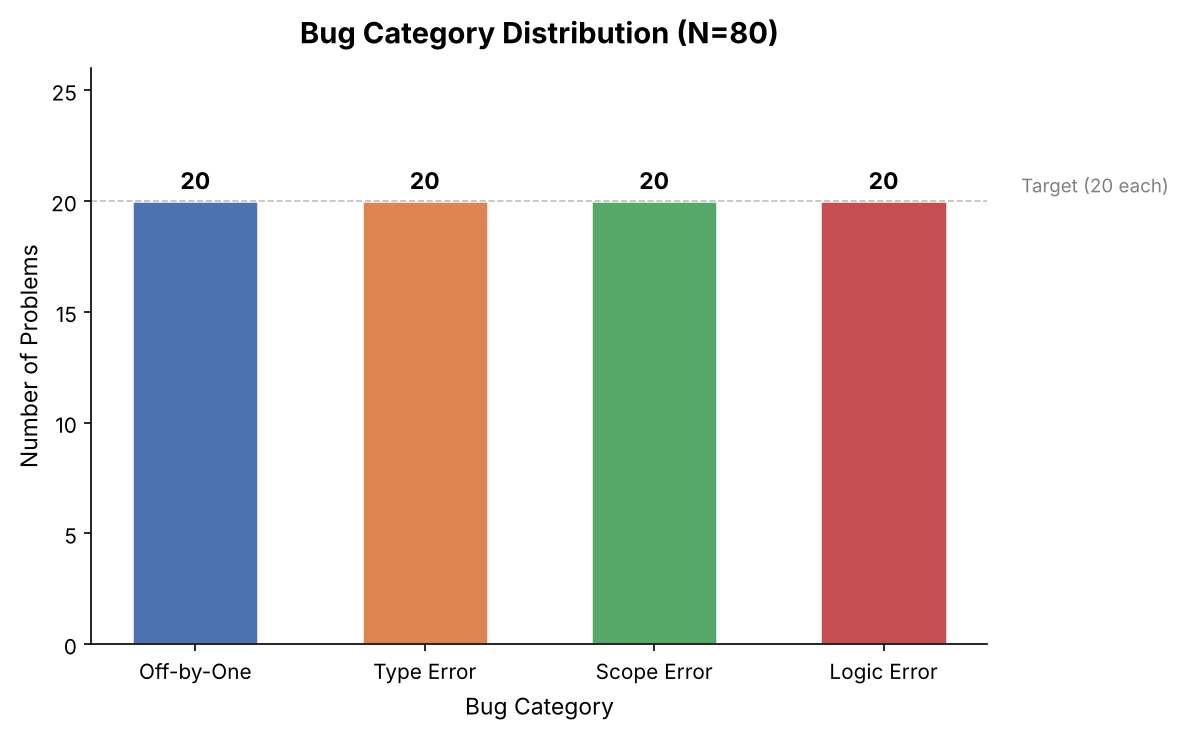 Bug Category Distribution (N=80)
25
20
15
10
5
0
Number of Problems
20
20
20
20
Target (20 each)
Off-by-One
Type Error
Scope Error
Logic Error
Bug Category